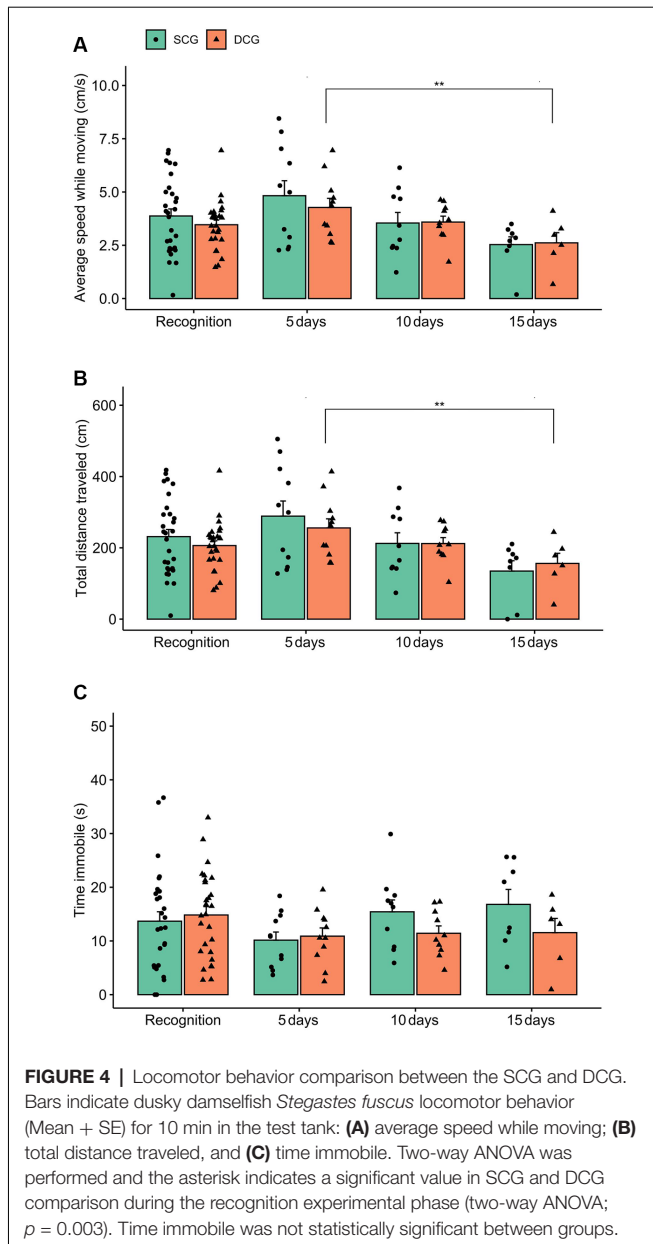 A
SCG DCG
Average speed while moving (cm/s)
10.0
7.5
5.0
2.5
0.0
**
Recognition 5 days 10 days 15 days
B
Total distance traveled (cm)
600
400
200
0
**
Recognition 5 days 10 days 15 days
C
Time immobile (s)
50
40
30
20
10
0
Recognition 5 days 10 days 15 days
FIGURE 4 | Locomotor behavior comparison between the SCG and DCG.
Bars indicate dusky damselfish Stegastes fuscus locomotor behavior
(Mean + SE) for 10 min in the test tank: (A) average speed while moving; (B)
total distance traveled, and (C) time immobile. Two-way ANOVA was
performed and the asterisk indicates a significant value in SCG and DCG
comparison during the recognition experimental phase (two-way ANOVA;
p = 0.003). Time immobile was not statistically significant between groups.